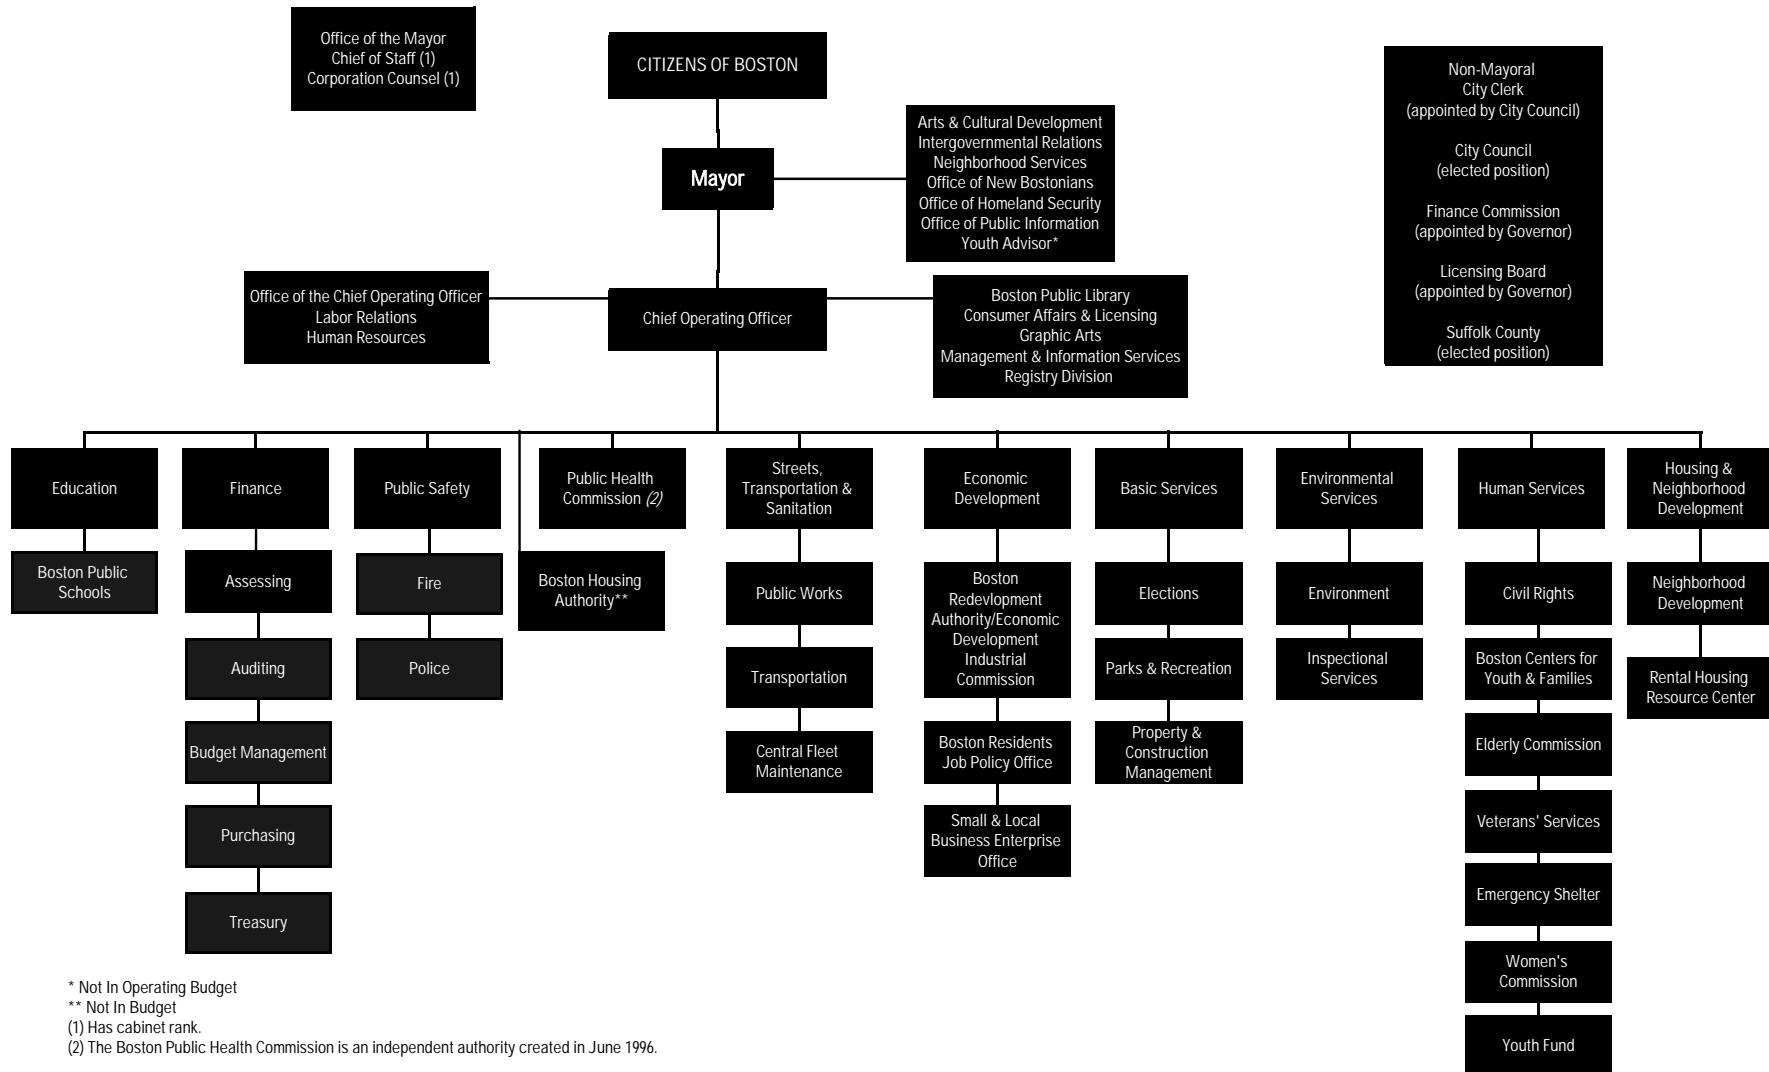 Office of the Mayor
Chief of Staff (1)
Corporation Counsel (1)
CITIZENS OF BOSTON
Non-Mayoral
City Clerk
(appointed by City Council)
City Council
(elected position)
Finance Commission
(appointed by Governor)
Licensing Board
(appointed by Governor)
Suffolk County
(elected position)
Mayor
Arts & Cultural Development
Intergovernmental Relations
Neighborhood Services
Office of New Bostonians
Office of Homeland Security
Office of Public Information
Youth Advisor*
Office of the Chief Operating Officer
Labor Relations
Human Resources
Chief Operating Officer
Boston Public Library
Consumer Affairs & Licensing
Graphic Arts
Management & Information Services
Registry Division
Education
Boston Public
Schools
Finance
Assessing
Auditing
Budget Management
Purchasing
Treasury
Public Safety
Fire
Police
Boston Housing
Authority**
Public Health
Commission (2)
Streets,
Transportation &
Sanitation
Public Works
Transportation
Central Fleet
Maintenance
Economic
Development
Boston
Redevlopment
Authority/Economic
Development
Industrial
Commission
Boston Residents
Job Policy Office
Small & Local
Business Enterprise
Office
Basic Services
Elections
Parks & Recreation
Property &
Construction
Management
Environmental
Services
Environment
Inspectional
Services
Human Services
Civil Rights
Boston Centers for
Youth & Families
Elderly Commission
Veterans' Services
Emergency Shelter
Women's
Commission
Youth Fund
Housing &
Neighborhood
Development
Neighborhood
Development
Rental Housing
Resource Center
* Not In Operating Budget
** Not In Budget
(1) Has cabinet rank.
(2) The Boston Public Health Commission is an independent authority created in June 1996.